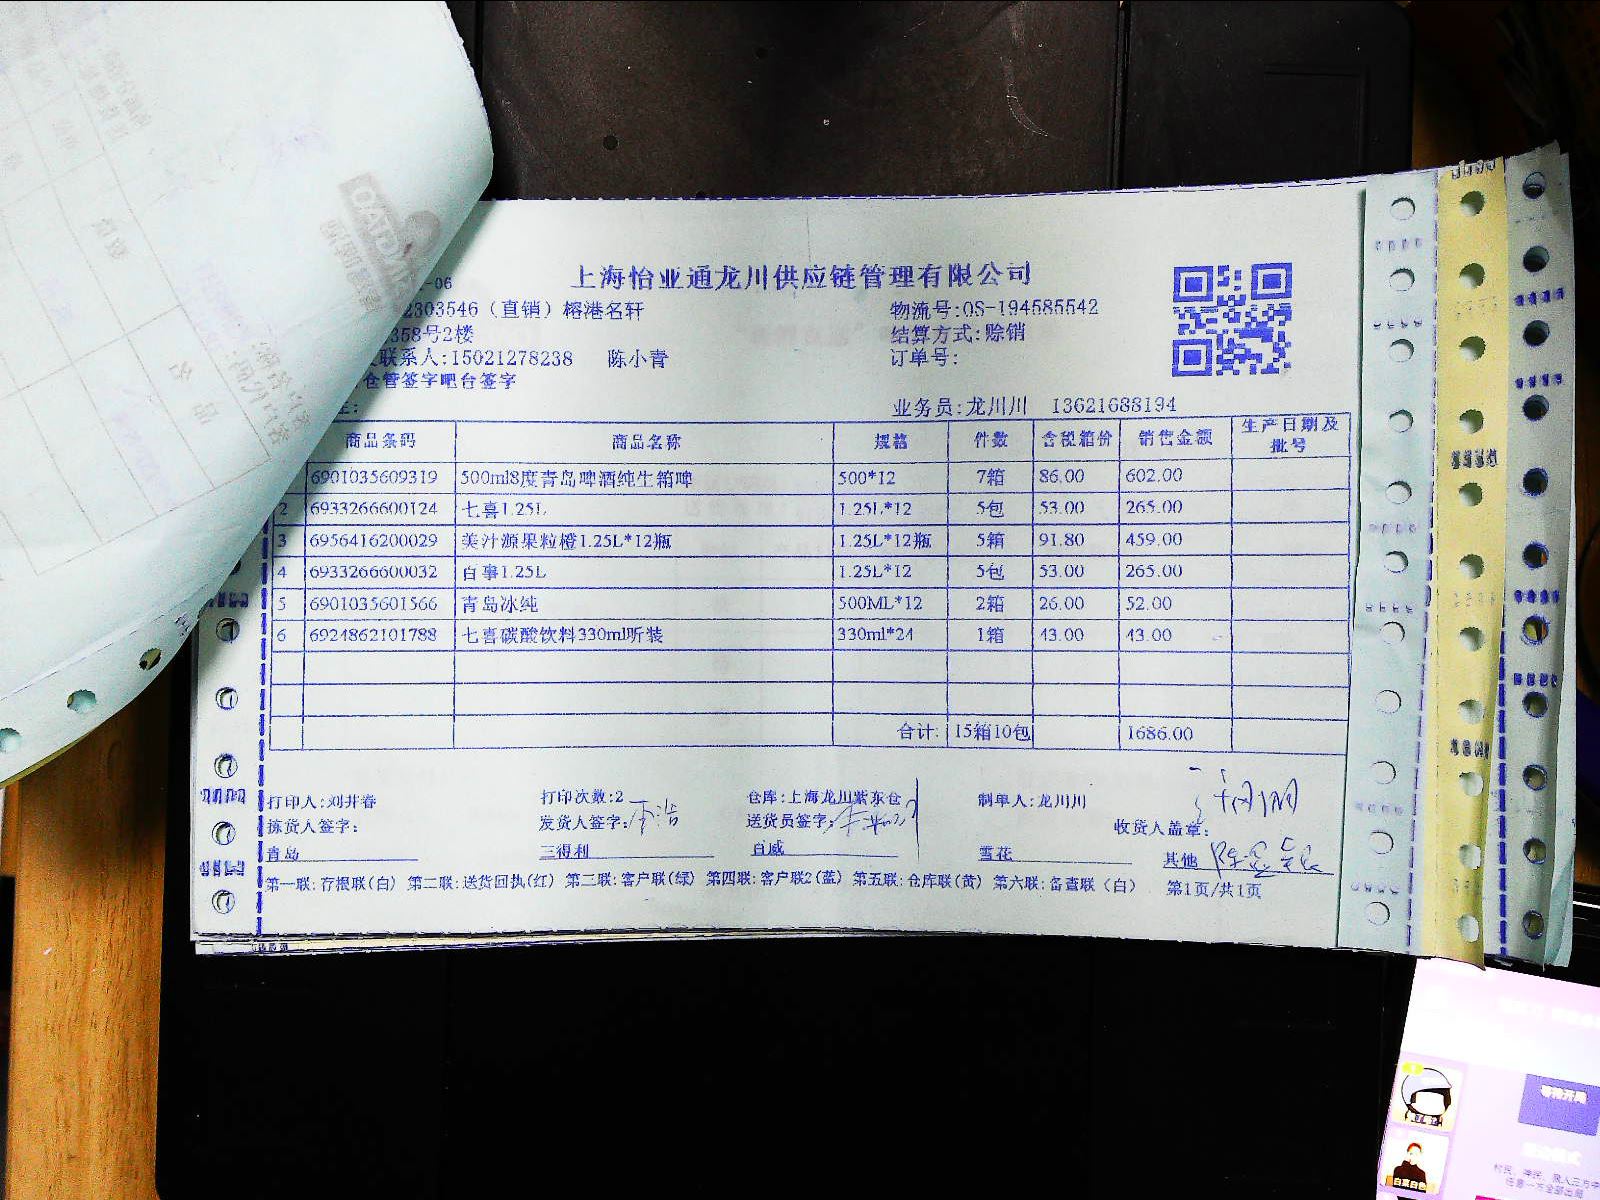 上海怡亚通龙川供应链管理有限公司
-06
2303546（直销）榕港名轩
物流号:OS-194585542
358号2楼
结算方式:赊销
联系人:15021278238 陈小青
订单号:
仓管签字吧台签字
业务员:龙川川 13621688194
商品条码 商品名称 规格 件数 含税箱价 销售金额 生产日期及批号
6901035609319 500ml8度青岛啤酒纯生箱啤 500*12 7箱 86.00 602.00
2 6933266600124 七喜1.25L 1.25L*12 5包 53.00 265.00
3 6956416200029 美汁源果粒橙1.25L*12瓶 1.25L*12瓶 5箱 91.80 459.00
4 6933266600032 百事1.25L 1.25L*12 5包 53.00 265.00
5 6901035601566 青岛冰纯 500ML*12 2箱 26.00 52.00
6 6924862101788 七喜碳酸饮料330ml听装 330ml*24 1箱 43.00 43.00
合计: 15箱10包 1686.00
打印人:刘井春 打印次数:2 仓库:上海龙川紫东仓 制单人:龙川川
拣货人签字: 发货人签字: 送货员签字: 收货人盖章:
青岛 三得利 百威 雪花 其他
第一联:存根联(白) 第二联:送货回执(红) 第三联:客户联(绿) 第四联:客户联2(蓝) 第五联:仓库联(黄) 第六联:备查联（白） 第1页/共1页